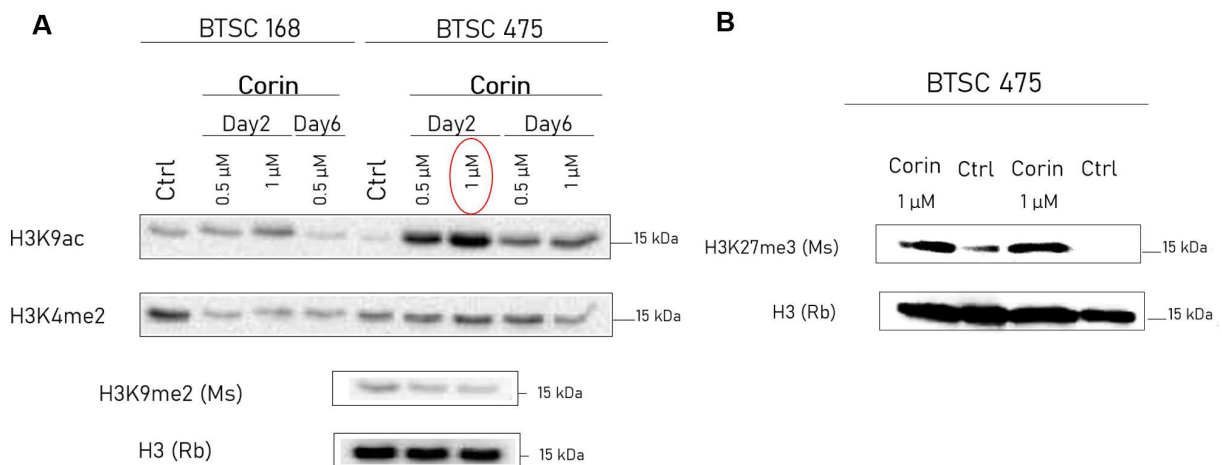 A
BTSC 168 BTSC 475
Corin Corin
Day2 Day6 Day2 Day6
Ctrl 0.5 µM 1 µM 0.5 µM Ctrl 0.5 µM 1 µM 0.5 µM 1 µM
H3K9ac 15 kDa
H3K4me2 15 kDa
H3K9me2 (Ms) 15 kDa
H3 (Rb) 15 kDa
B
BTSC 475
Corin Ctrl Corin Ctrl
1 µM 1 µM
H3K27me3 (Ms) 15 kDa
H3 (Rb) 15 kDa